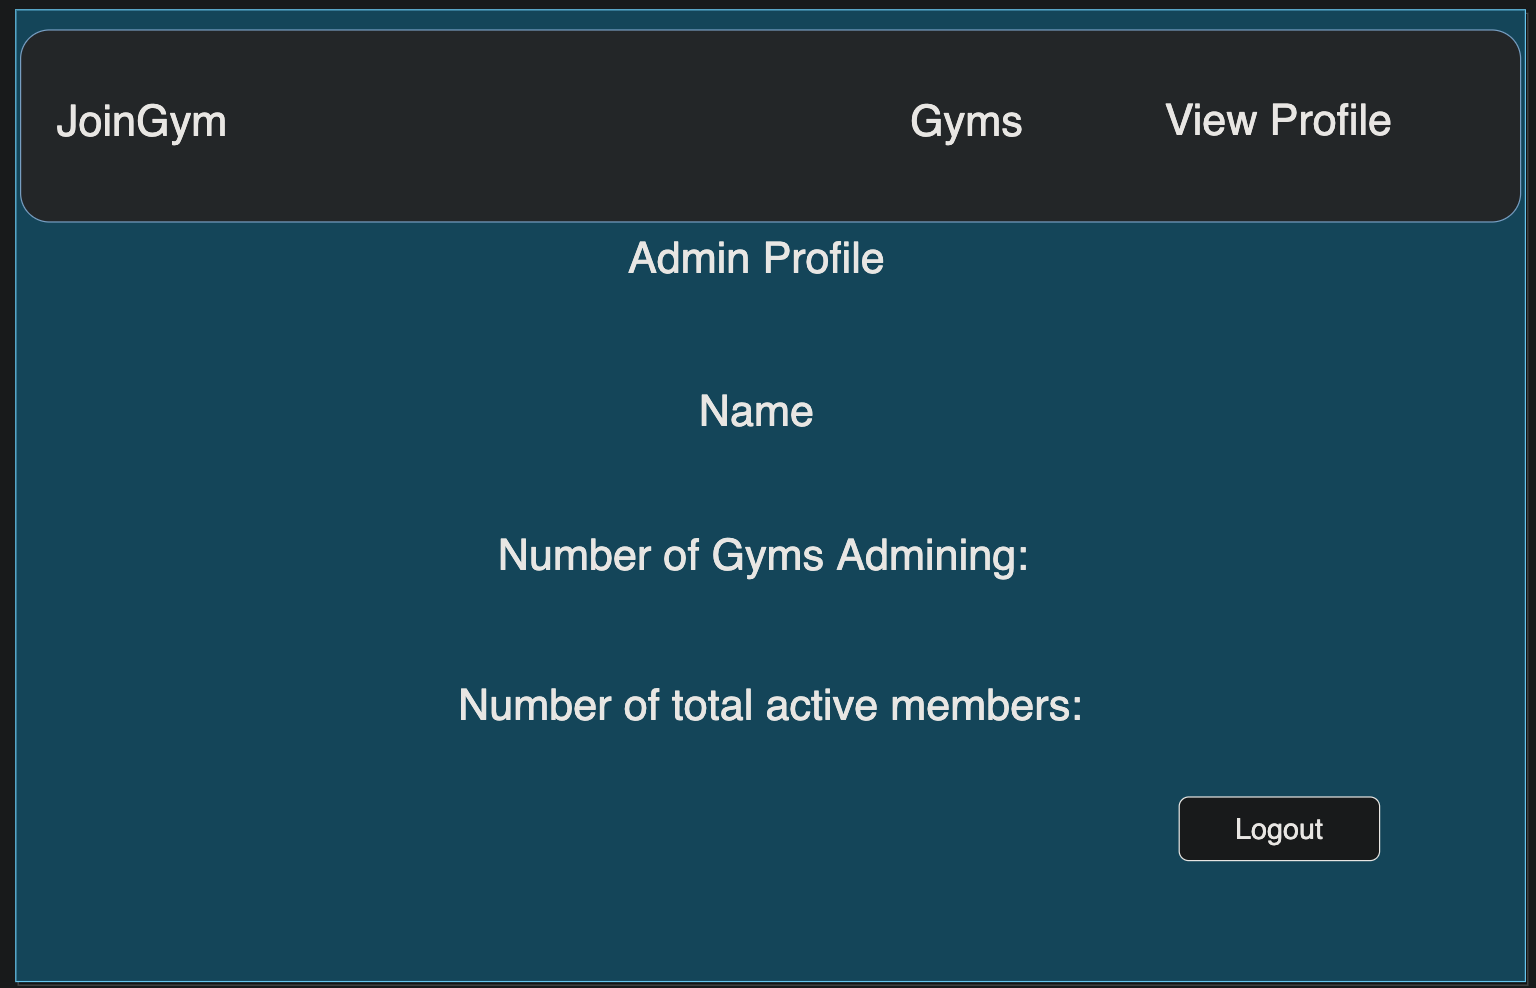 JoinGym Gyms View Profile
Admin Profile
Name
Number of Gyms Admining:
Number of total active members:
Logout